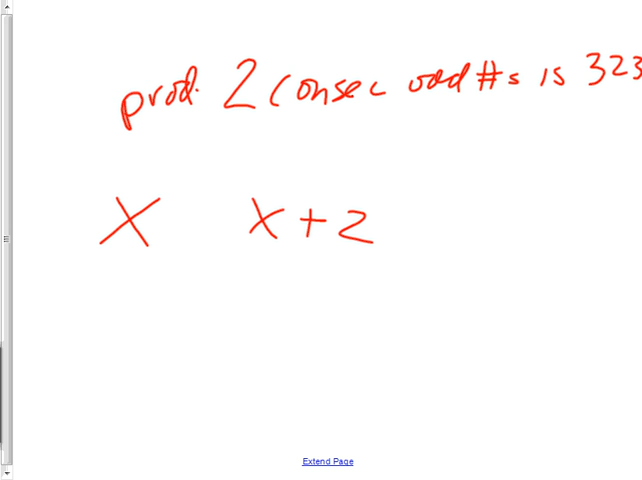 prod. 2 consec odd #s is 323
X x + 2
Extend Page